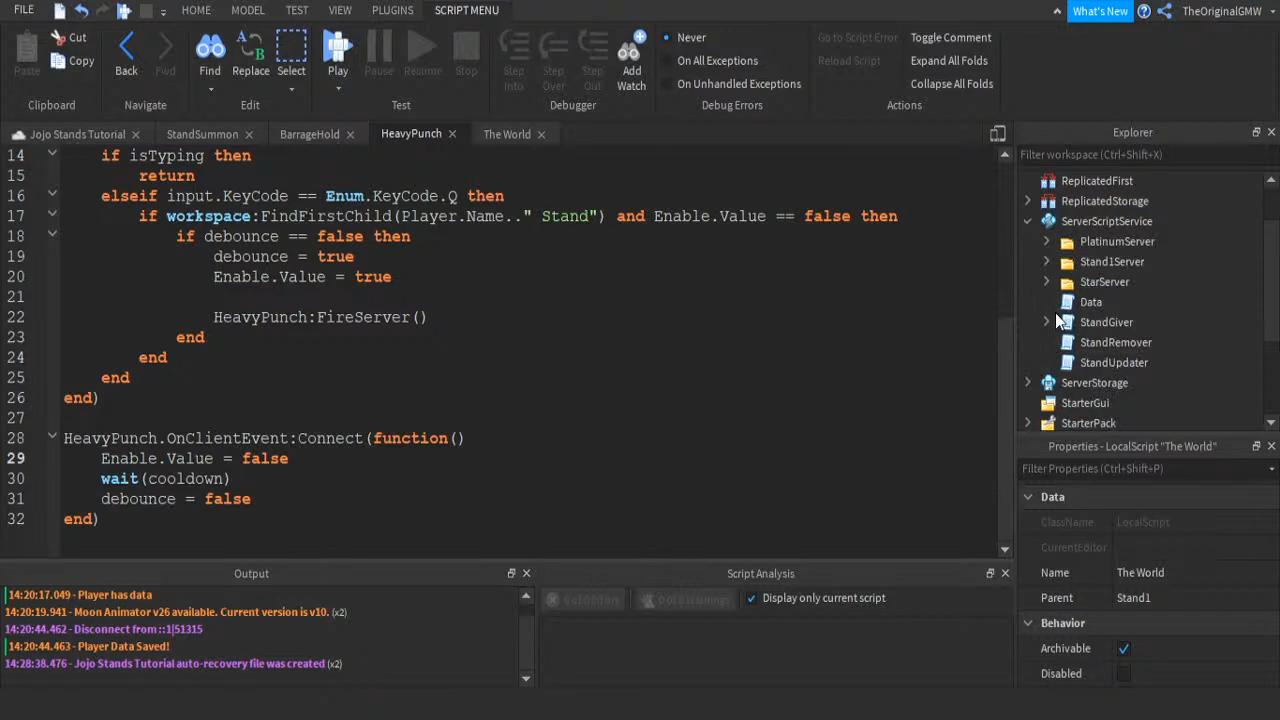 FILE HOME MODEL TEST VIEW PLUGINS SCRIPT MENU What's New TheOriginalGMW
Cut
Copy
Paste Back Fwd Find Replace Select Play Pause Resume Stop Step Into Step Over Step Out Add Watch
Never
On All Exceptions
On Unhandled Exceptions
Go to Script Error
Reload Script
Toggle Comment
Expand All Folds
Collapse All Folds
Clipboard Navigate Edit Test Debugger Debug Errors Actions
Jojo Stands Tutorial StandSummon BarrageHold HeavyPunch The World
14 if isTyping then
15 return
16 elseif input.KeyCode == Enum.KeyCode.Q then
17 if workspace:FindFirstChild(Player.Name.." Stand") and Enable.Value == false then
18 if debounce == false then
19 debounce = true
20 Enable.Value = true
21
22 HeavyPunch:FireServer()
23 end
24 end
25 end
26 end)
27
28 HeavyPunch.OnClientEvent:Connect(function()
29 Enable.Value = false
30 wait(cooldown)
31 debounce = false
32 end)
Explorer
Filter workspace (Ctrl+Shift+X)
ReplicatedFirst
ReplicatedStorage
ServerScriptService
PlatinumServer
Stand1Server
StarServer
Data
StandGiver
StandRemover
StandUpdater
ServerStorage
StarterGui
StarterPack
Properties - LocalScript "The World"
Filter Properties (Ctrl+Shift+P)
Data
ClassName LocalScript
CurrentEditor
Name The World
Parent Stand1
Behavior
Archivable
Disabled
Output
14:20:17.049 - Player has data
14:20:19.941 - Moon Animator v26 available. Current version is v10. (x2)
14:20:44.462 - Disconnect from ::1|51315
14:20:44.463 - Player Data Saved!
14:28:38.476 - Jojo Stands Tutorial auto-recovery file was created (x2)
Script Analysis
Display only current script